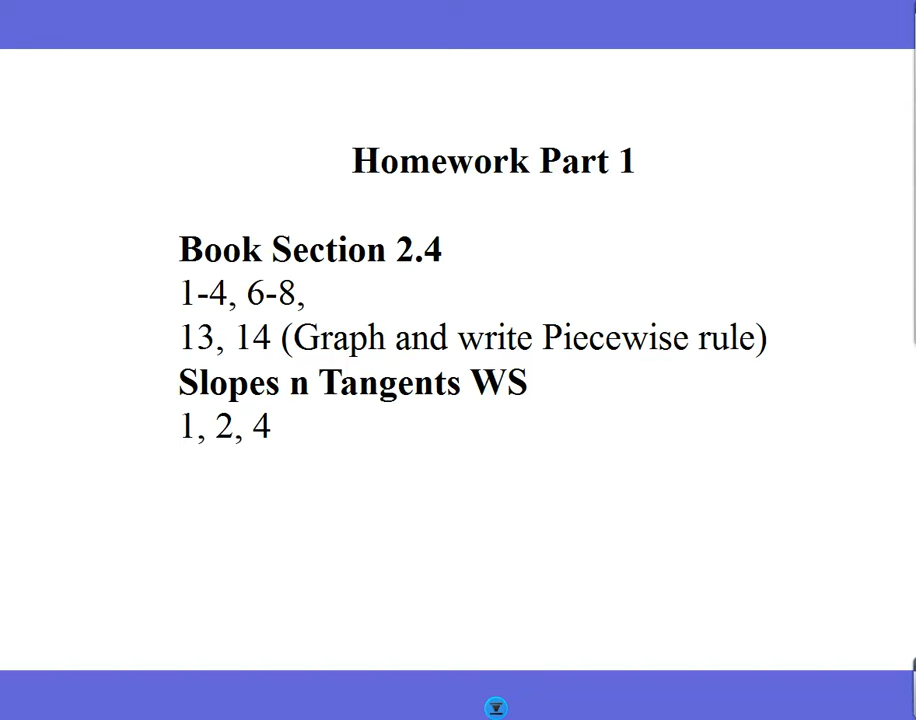 Homework Part 1
Book Section 2.4
1-4, 6-8,
13, 14 (Graph and write Piecewise rule)
Slopes n Tangents WS
1, 2, 4